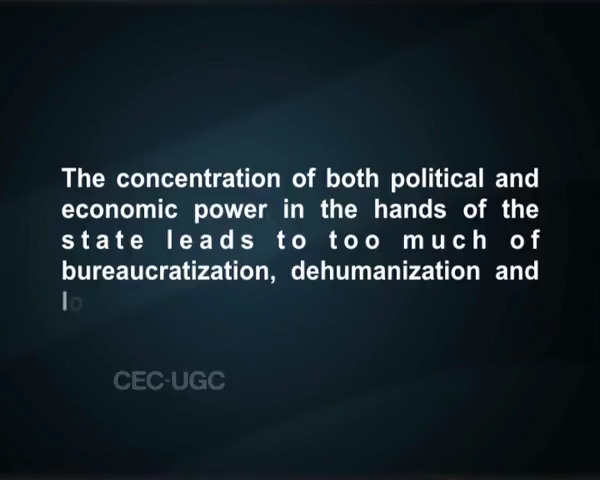 The concentration of both political and
economic power in the hands of the
state leads to too much of
bureaucratization, dehumanization and
lo
CEC-UGC